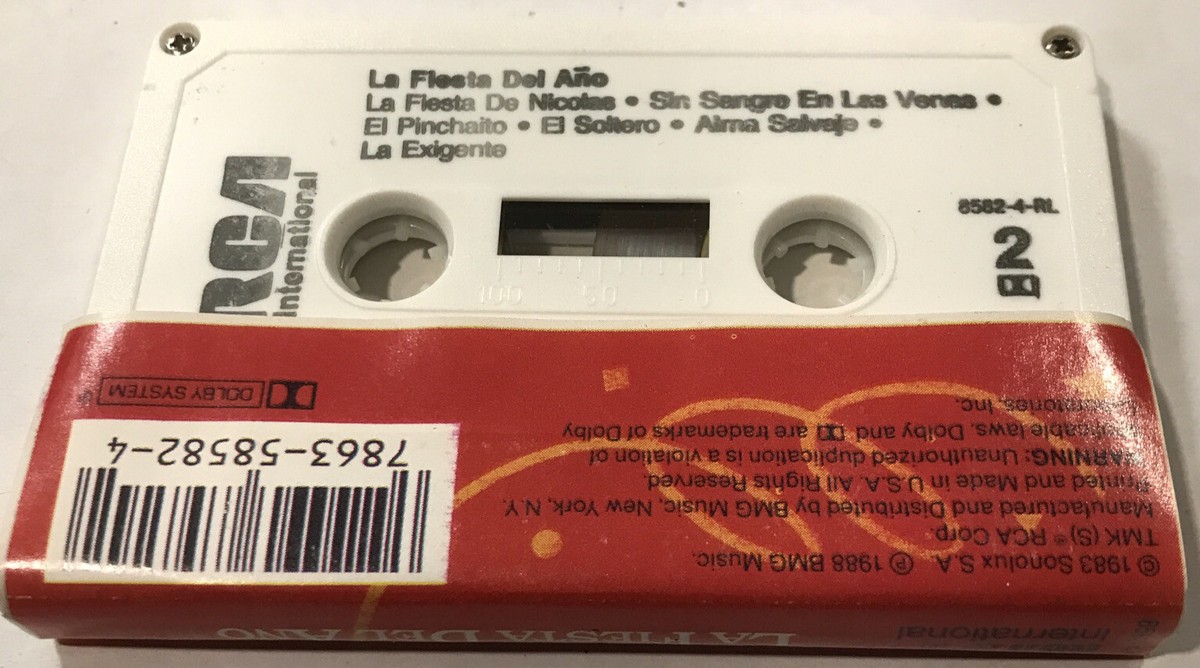 La Fiesta Del Año
La Fiesta De Nicolas • Sin Sangre En Las Venas •
El Pinchaito • El Soltero • Alma Salvaje •
La Exigente
RCA
International
8582-4-RL
2
100 50 0
DOLBY SYSTEM
7863-58582-4
© 1983 Sonolux S.A. ℗ 1988 BMG Music.
TMK (S) ® RCA Corp.
Manufactured and Distributed by BMG Music, New York, N.Y.
Printed and Made in U.S.A. All Rights Reserved.
WARNING: Unauthorized duplication is a violation of
laws. Dolby and are trademarks of Dolby
Inc.
LA FIESTA DEL AÑO
International